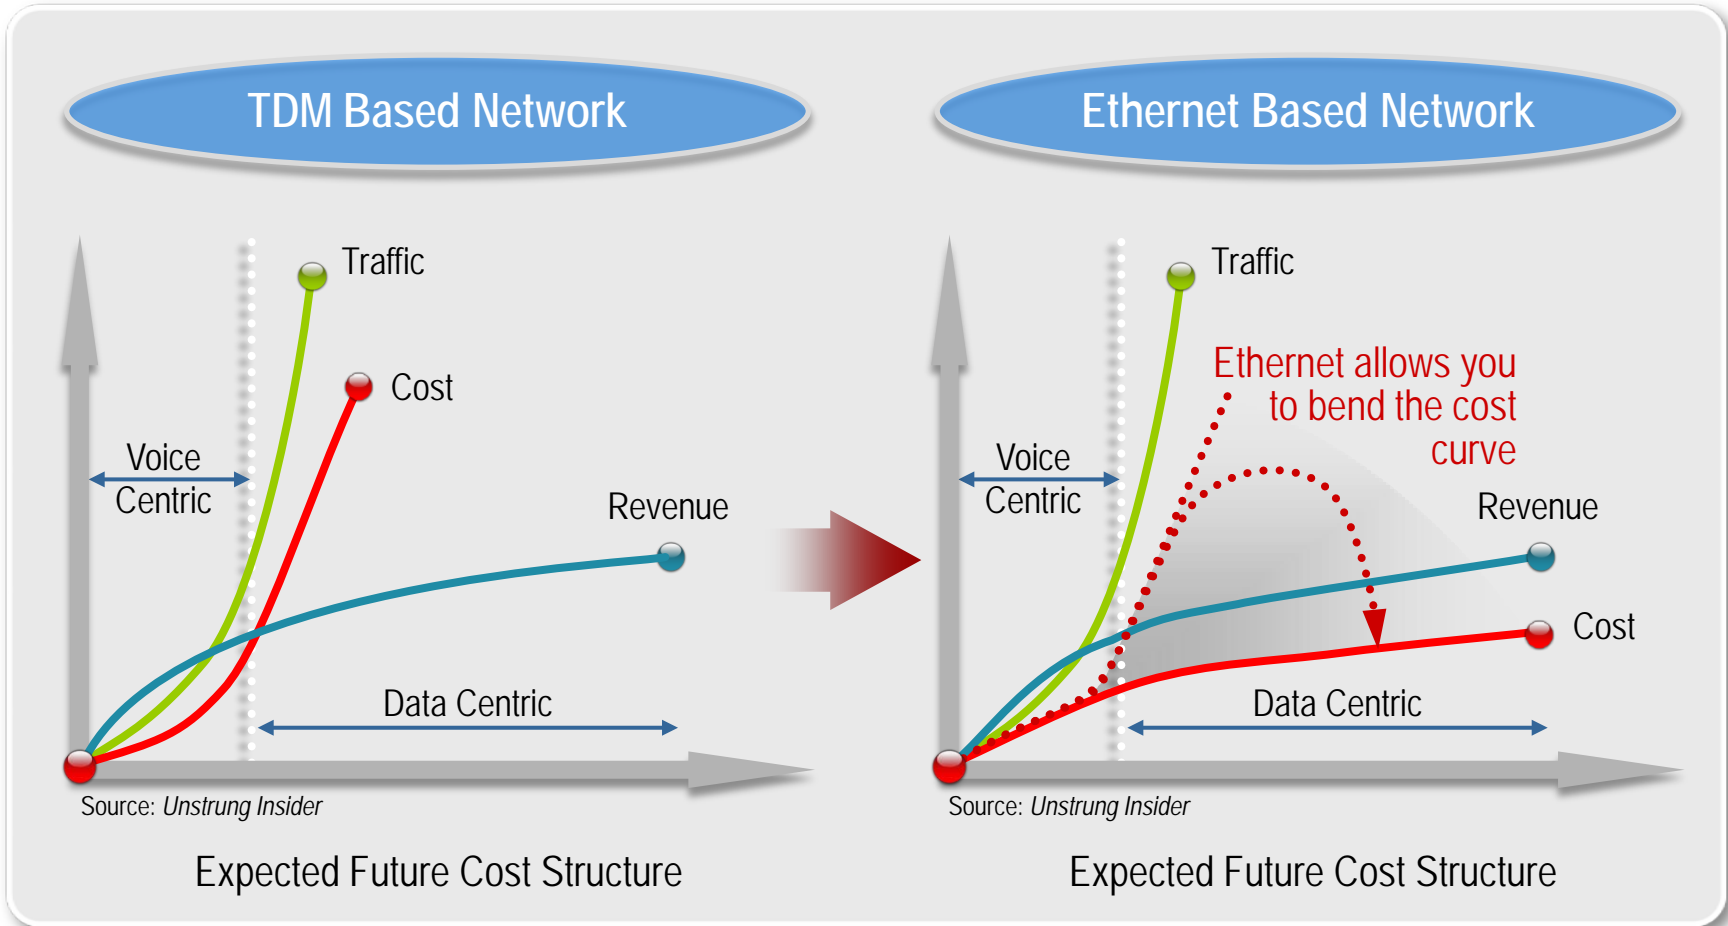 TDM Based Network
Traffic
Cost
Voice
Centric
Revenue
Data Centric
Source: Unstrung Insider
Expected Future Cost Structure
Ethernet Based Network
Traffic
Ethernet allows you
to bend the cost
curve
Voice
Centric
Revenue
Cost
Data Centric
Source: Unstrung Insider
Expected Future Cost Structure